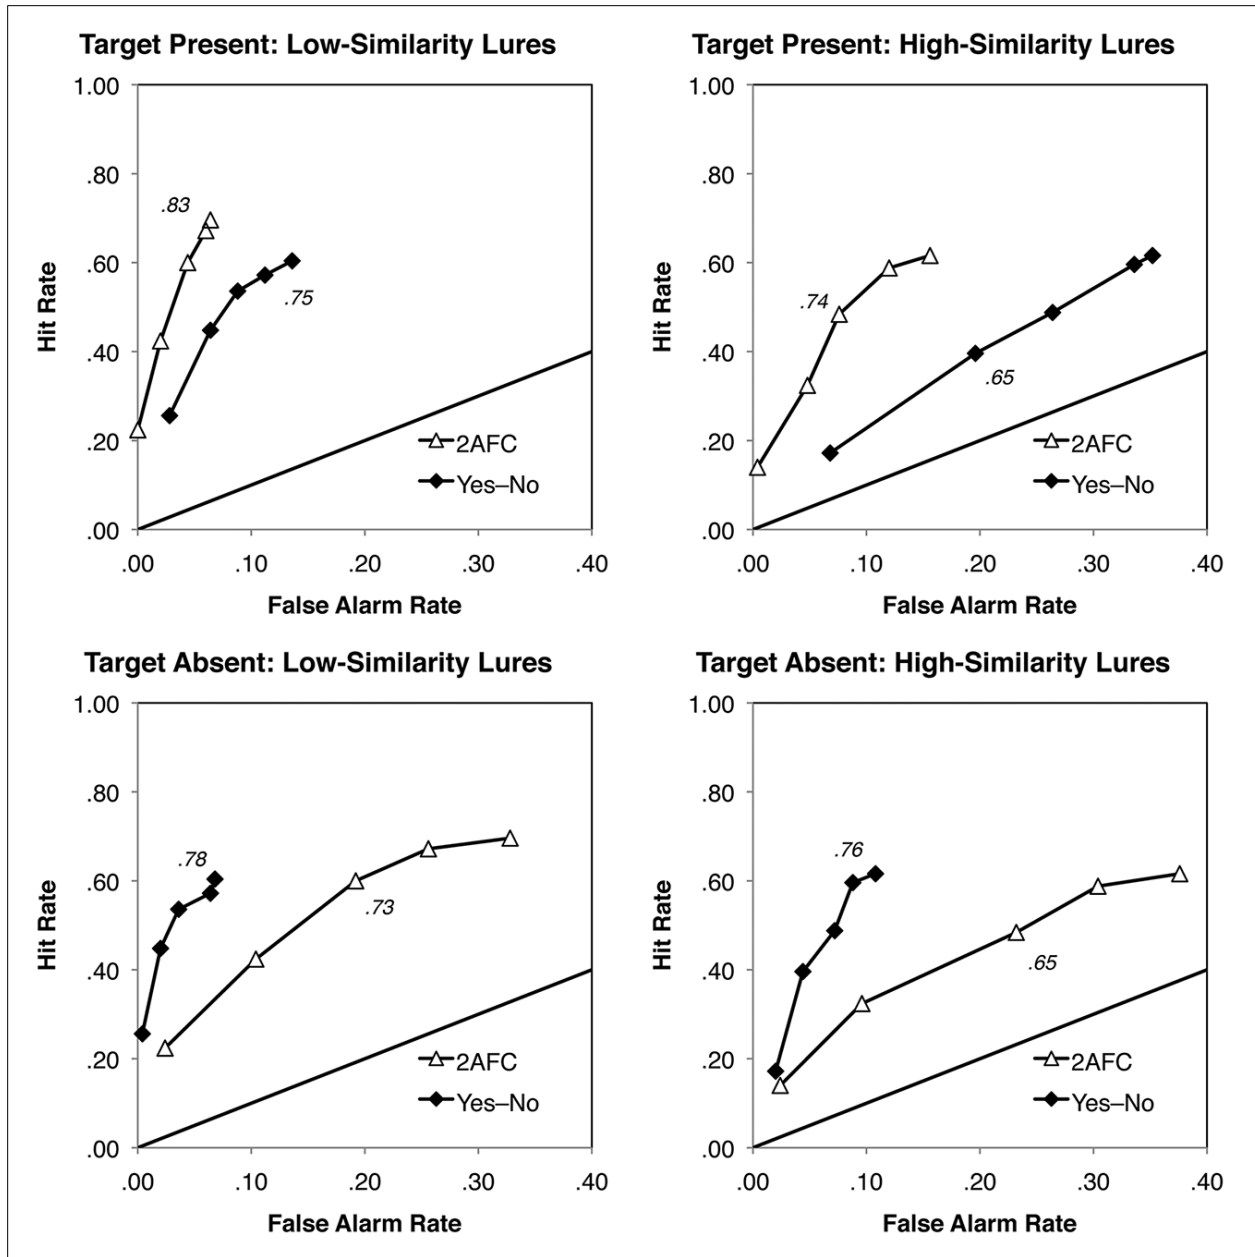 Target Present: Low-Similarity Lures
1.00
.80
.60
.40
.20
.00
Hit Rate
.83
.75
2AFC
Yes–No
.00 .10 .20 .30 .40
False Alarm Rate
Target Present: High-Similarity Lures
1.00
.80
.60
.40
.20
.00
Hit Rate
.74
.65
2AFC
Yes–No
.00 .10 .20 .30 .40
False Alarm Rate
Target Absent: Low-Similarity Lures
1.00
.80
.60
.40
.20
.00
Hit Rate
.78
.73
2AFC
Yes–No
.00 .10 .20 .30 .40
False Alarm Rate
Target Absent: High-Similarity Lures
1.00
.80
.60
.40
.20
.00
Hit Rate
.76
.65
2AFC
Yes–No
.00 .10 .20 .30 .40
False Alarm Rate